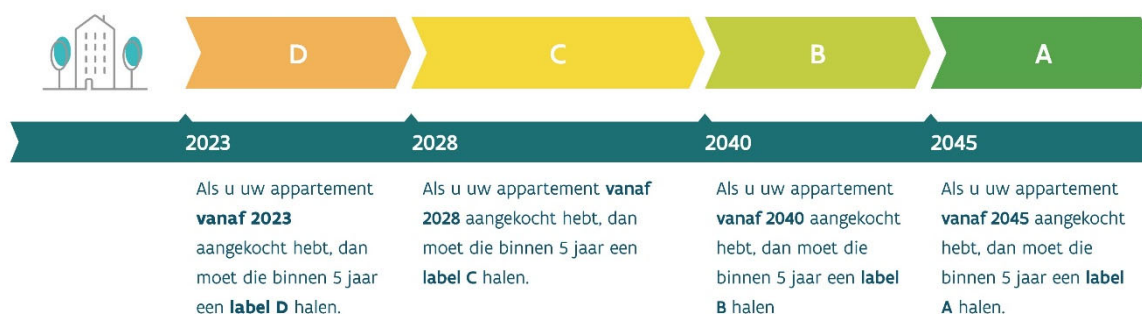 D
C
B
A
2023
2028
2040
2045
Als u uw appartement
vanaf 2023
aangekocht hebt, dan
moet die binnen 5 jaar
een label D halen.
Als u uw appartement vanaf
2028 aangekocht hebt, dan
moet die binnen 5 jaar een
label C halen.
Als u uw appartement
vanaf 2040 aangekocht
hebt, dan moet die
binnen 5 jaar een label
B halen
Als u uw appartement
vanaf 2045 aangekocht
hebt, dan moet die
binnen 5 jaar een label
A halen.